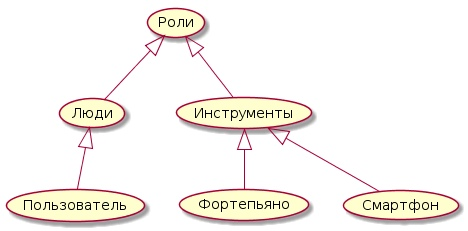 Роли
Люди
Инструменты
Пользователь
Фортепьяно
Смартфон